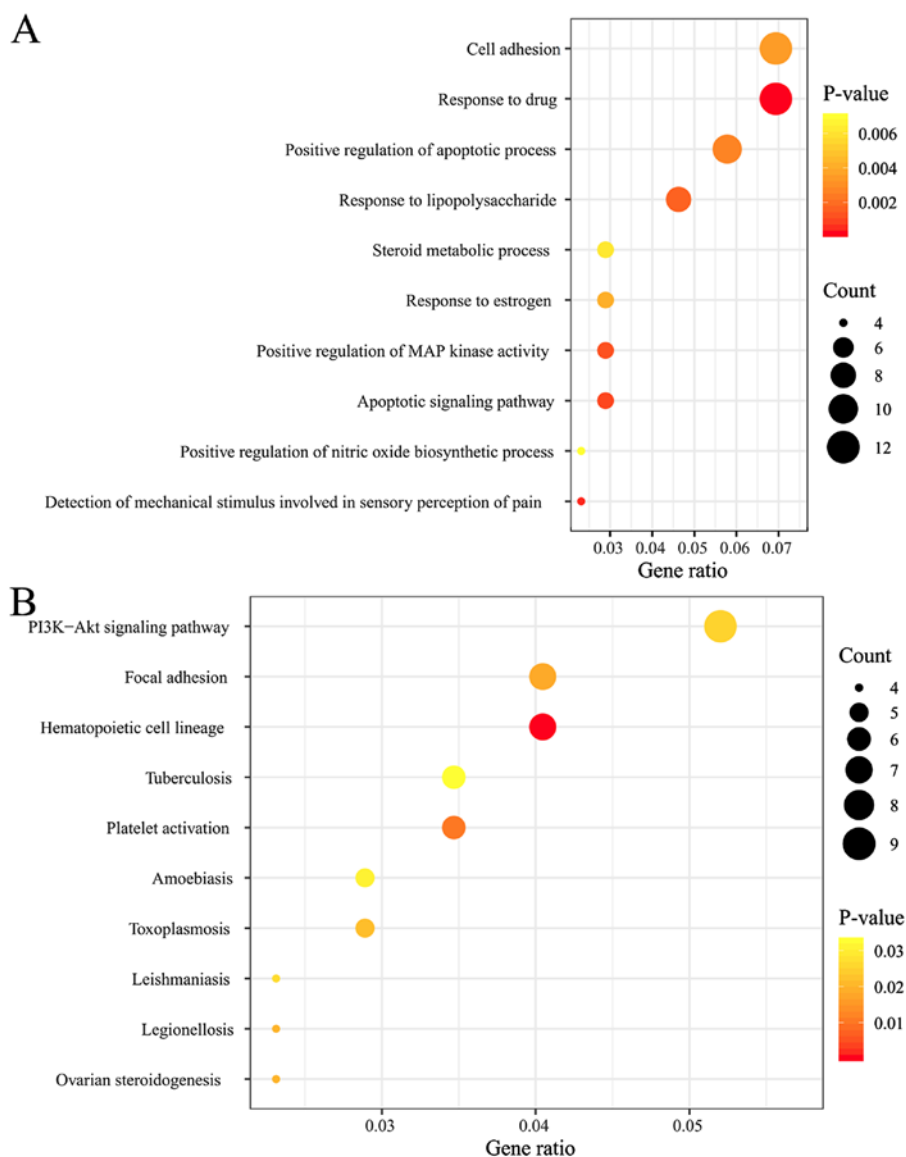 A
Cell adhesion
Response to drug
Positive regulation of apoptotic process
Response to lipopolysaccharide
Steroid metabolic process
Response to estrogen
Positive regulation of MAP kinase activity
Apoptotic signaling pathway
Positive regulation of nitric oxide biosynthetic process
Detection of mechanical stimulus involved in sensory perception of pain
0.03 0.04 0.05 0.06 0.07
Gene ratio
P-value
0.006
0.004
0.002
Count
4
6
8
10
12
B
PI3K−Akt signaling pathway
Focal adhesion
Hematopoietic cell lineage
Tuberculosis
Platelet activation
Amoebiasis
Toxoplasmosis
Leishmaniasis
Legionellosis
Ovarian steroidogenesis
0.03 0.04 0.05
Gene ratio
Count
4
5
6
7
8
9
P-value
0.03
0.02
0.01